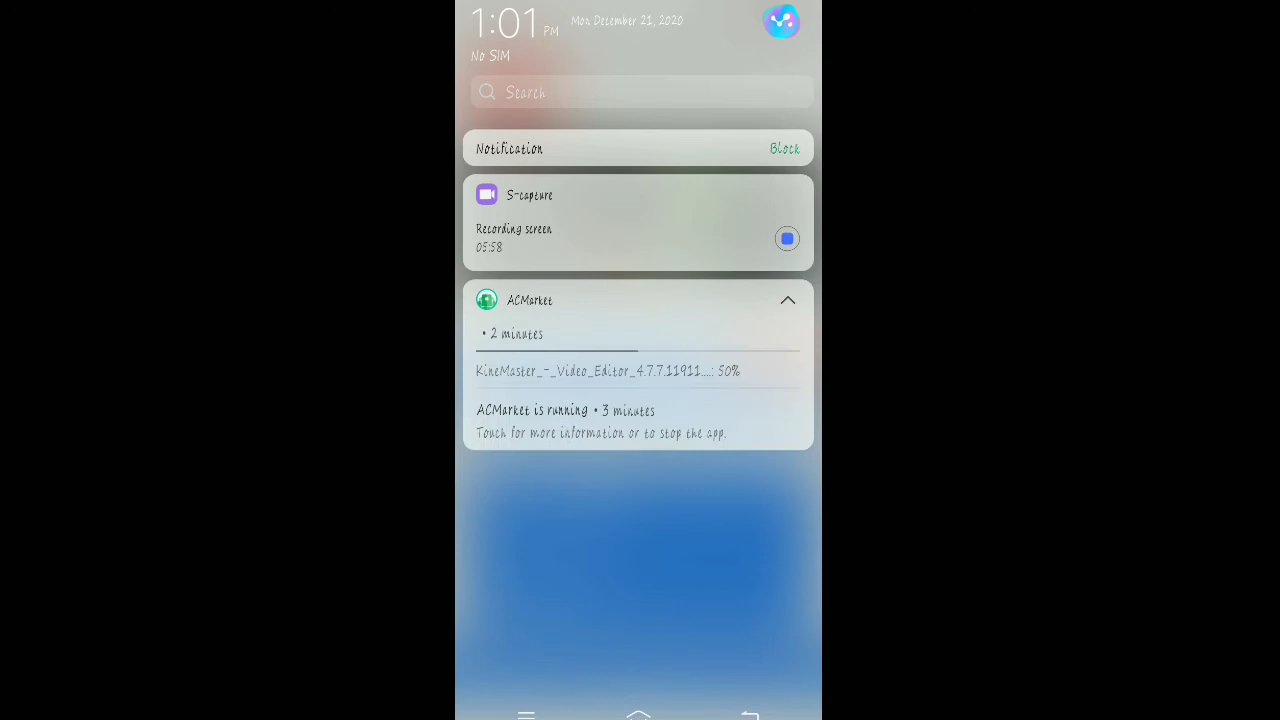 1:01 PM Mon December 21, 2020
No SIM
Search
Notification Block
S-capture
Recording screen
05:58
ACMarket
• 2 minutes
KineMaster_-_Video_Editor_4.7.7.11911....: 50%
ACMarket is running • 3 minutes
Touch for more information or to stop the app.